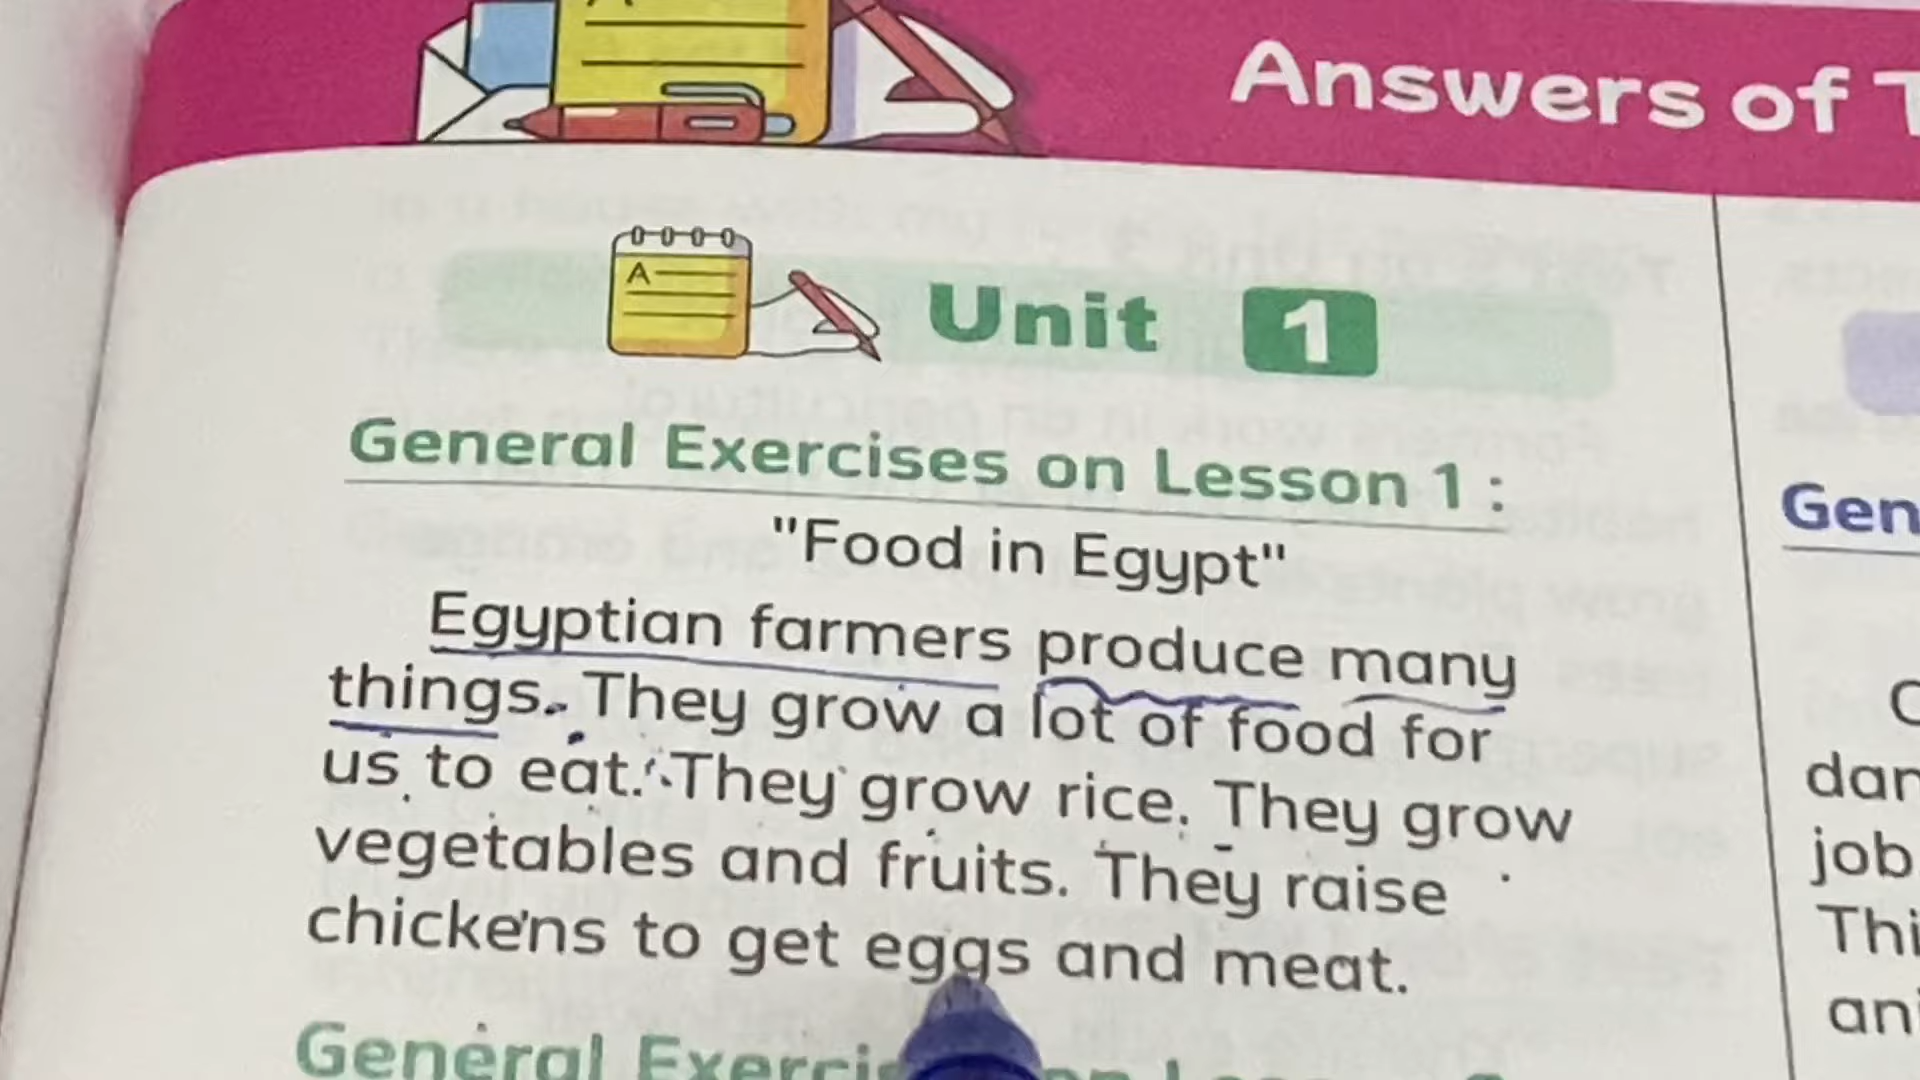 Answers of
A
Unit 1
General Exercises on Lesson 1 :
"Food in Egypt"
Egyptian farmers produce many
things. They grow a lot of food for
us to eat. They grow rice. They grow
vegetables and fruits. They raise
chickens to get eggs and meat.
General
Gen
job
Thi